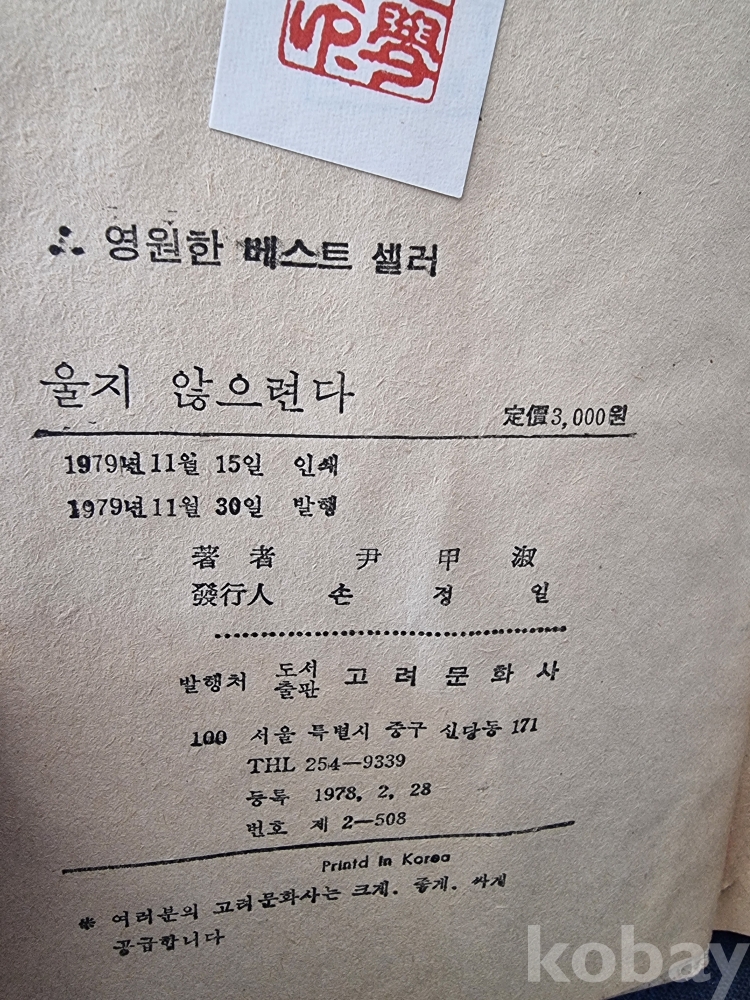 學
∴ 영원한 베스트 셀러
울지 않으련다
定價3,000원
1979년11월 15일 인쇄
1979년11월 30일 발행
著者 尹甲淑
發行人 손정일
발행처 도서출판 고려문화사
100 서울 특별시 중구 신당동 171
THL 254—9339
등록 1978, 2, 28
번호 제 2—508
Printd In Korea
※ 여러분의 고려문화사는 크게. 좋게. 싸게
공급합니다
kobay